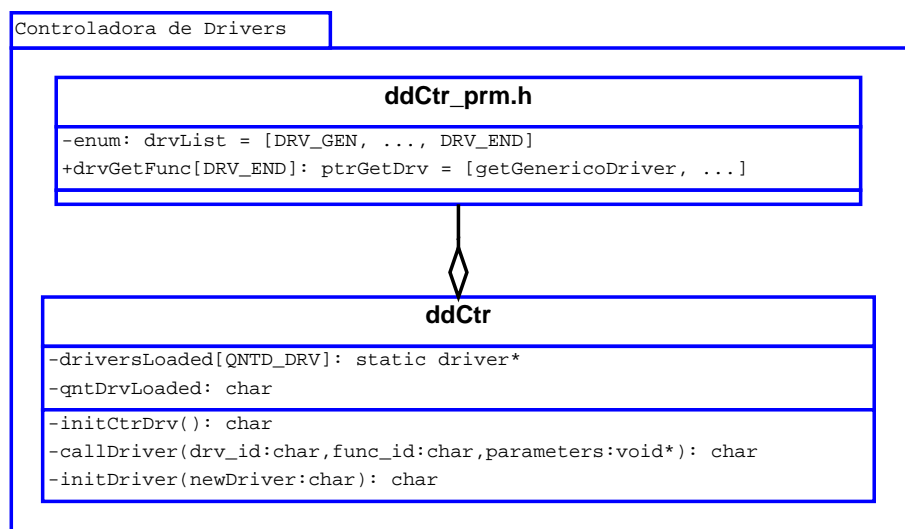 Controladora de Drivers
ddCtr_prm.h
-enum: drvList = [DRV_GEN, ..., DRV_END]
+drvGetFunc[DRV_END]: ptrGetDrv = [getGenericoDriver, ...]
ddCtr
-driversLoaded[QNTD_DRV]: static driver*
-qntDrvLoaded: char
-initCtrDrv(): char
-callDriver(drv_id:char,func_id:char,parameters:void*): char
-initDriver(newDriver:char): char